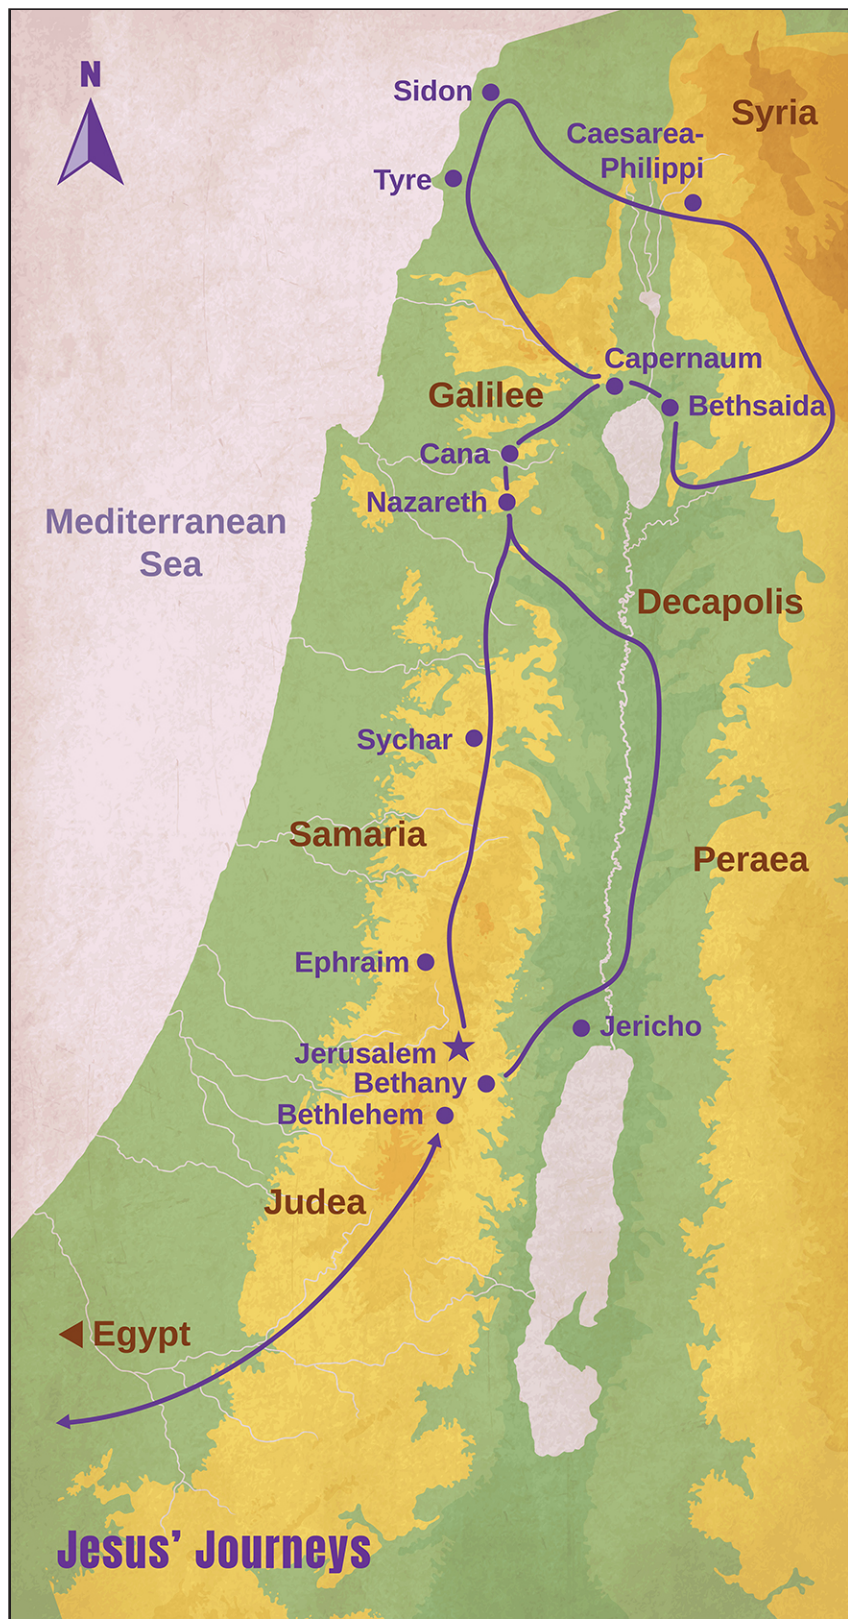 N
Sidon
Syria
Caesarea-
Philippi
Tyre
Capernaum
Galilee
Bethsaida
Cana
Nazareth
Mediterranean
Sea
Decapolis
Sychar
Samaria
Peraea
Ephraim
Jericho
Jerusalem
Bethany
Bethlehem
Judea
Egypt
Jesus’ Journeys